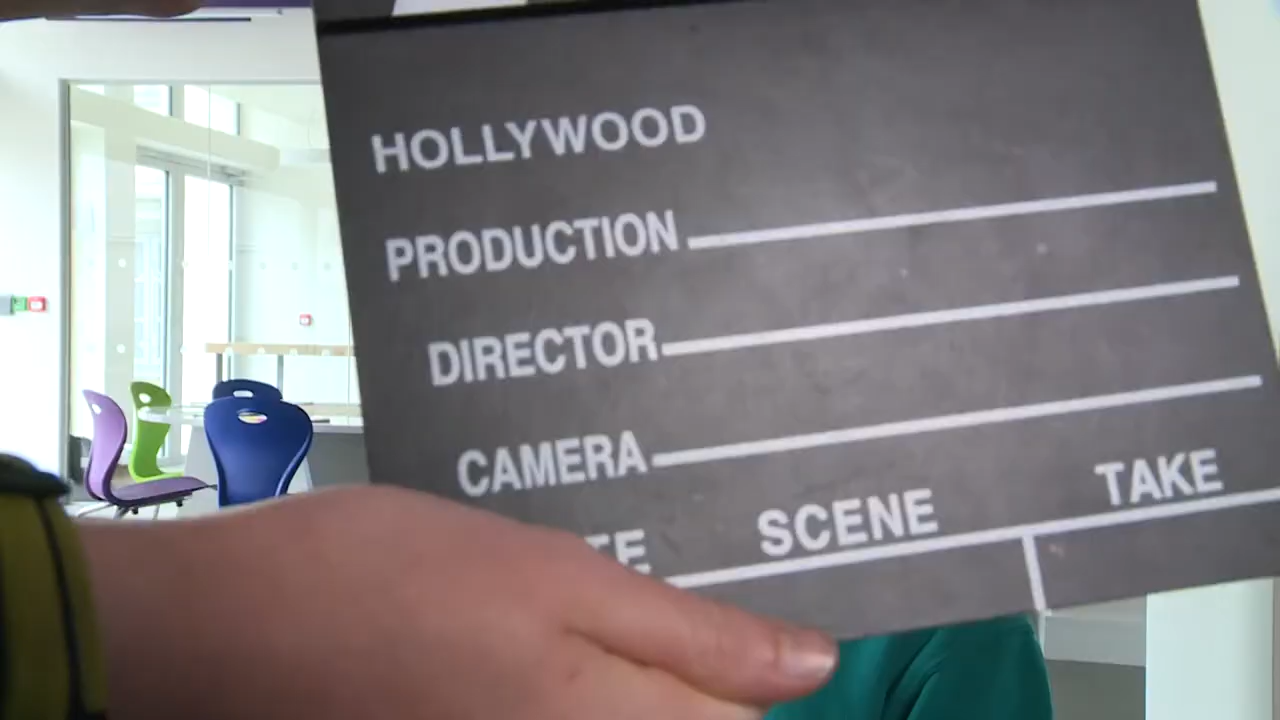 HOLLYWOOD
PRODUCTION
DIRECTOR
CAMERA
SCENE TAKE